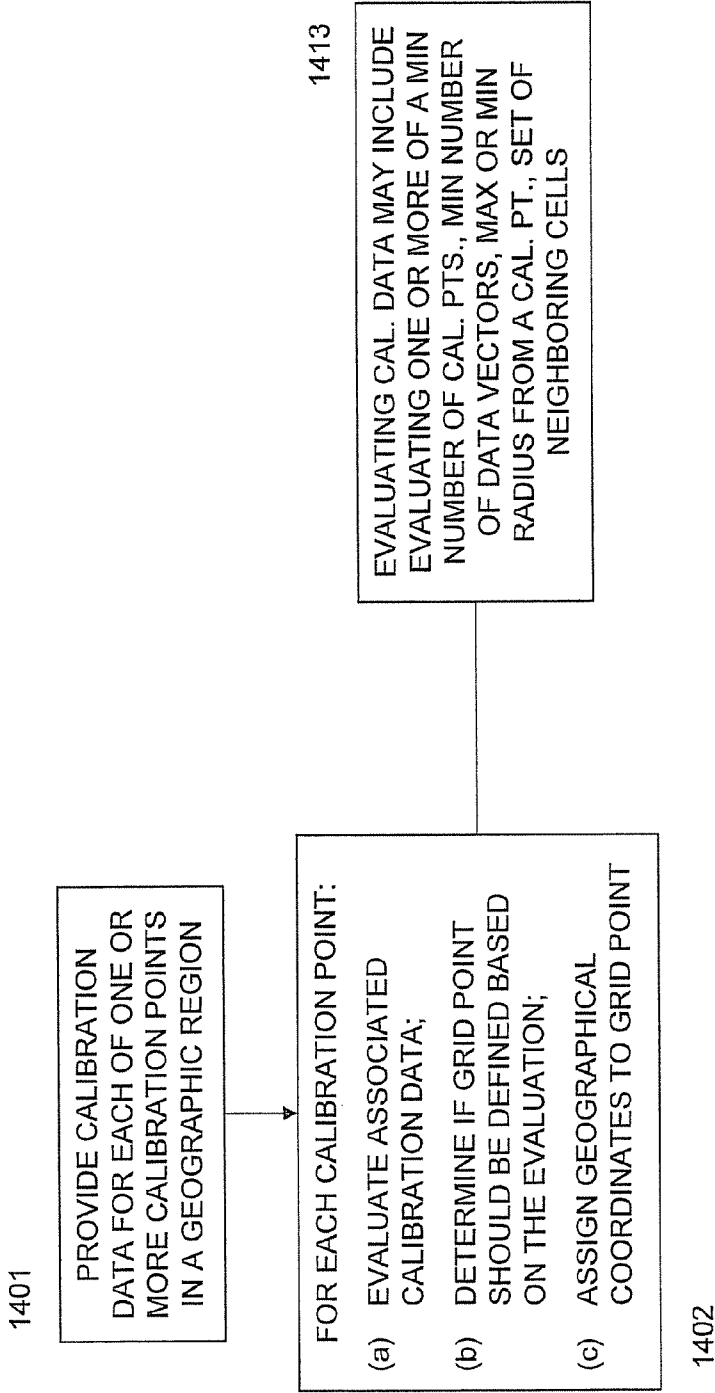 1401
PROVIDE CALIBRATION
DATA FOR EACH OF ONE OR
MORE CALIBRATION POINTS
IN A GEOGRAPHIC REGION
FOR EACH CALIBRATION POINT:
(a) EVALUATE ASSOCIATED
CALIBRATION DATA;
(b) DETERMINE IF GRID POINT
SHOULD BE DEFINED BASED
ON THE EVALUATION;
(c) ASSIGN GEOGRAPHICAL
COORDINATES TO GRID POINT
1402
1413
EVALUATING CAL. DATA MAY INCLUDE
EVALUATING ONE OR MORE OF A MIN
NUMBER OF CAL. PTS., MIN NUMBER
OF DATA VECTORS, MAX OR MIN
RADIUS FROM A CAL. PT., SET OF
NEIGHBORING CELLS